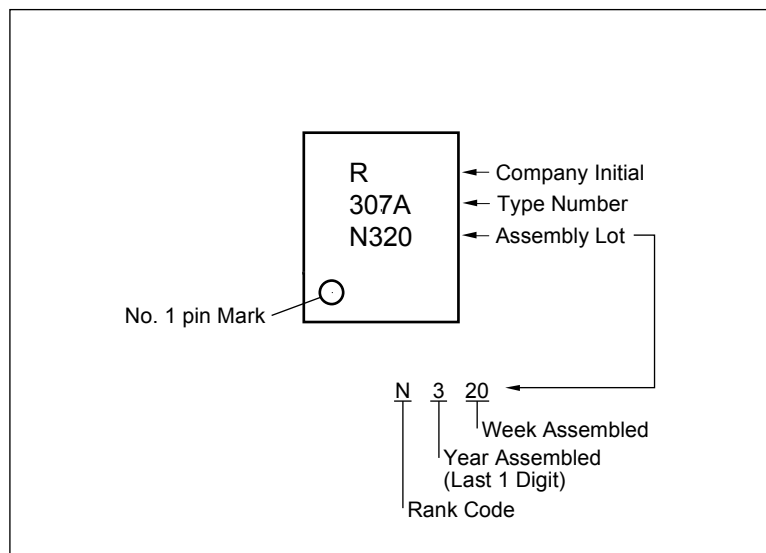 R
307A
N320
Company Initial
Type Number
Assembly Lot
No. 1 pin Mark
N 3 20
Week Assembled
Year Assembled
(Last 1 Digit)
Rank Code